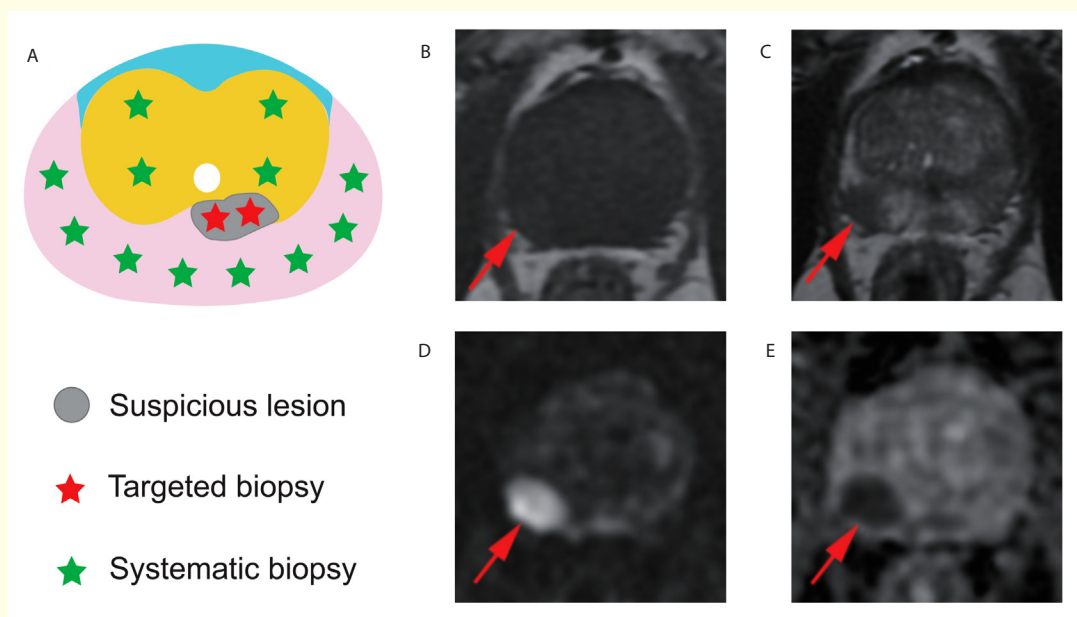 A
B
C
D
E
Suspicious lesion
Targeted biopsy
Systematic biopsy